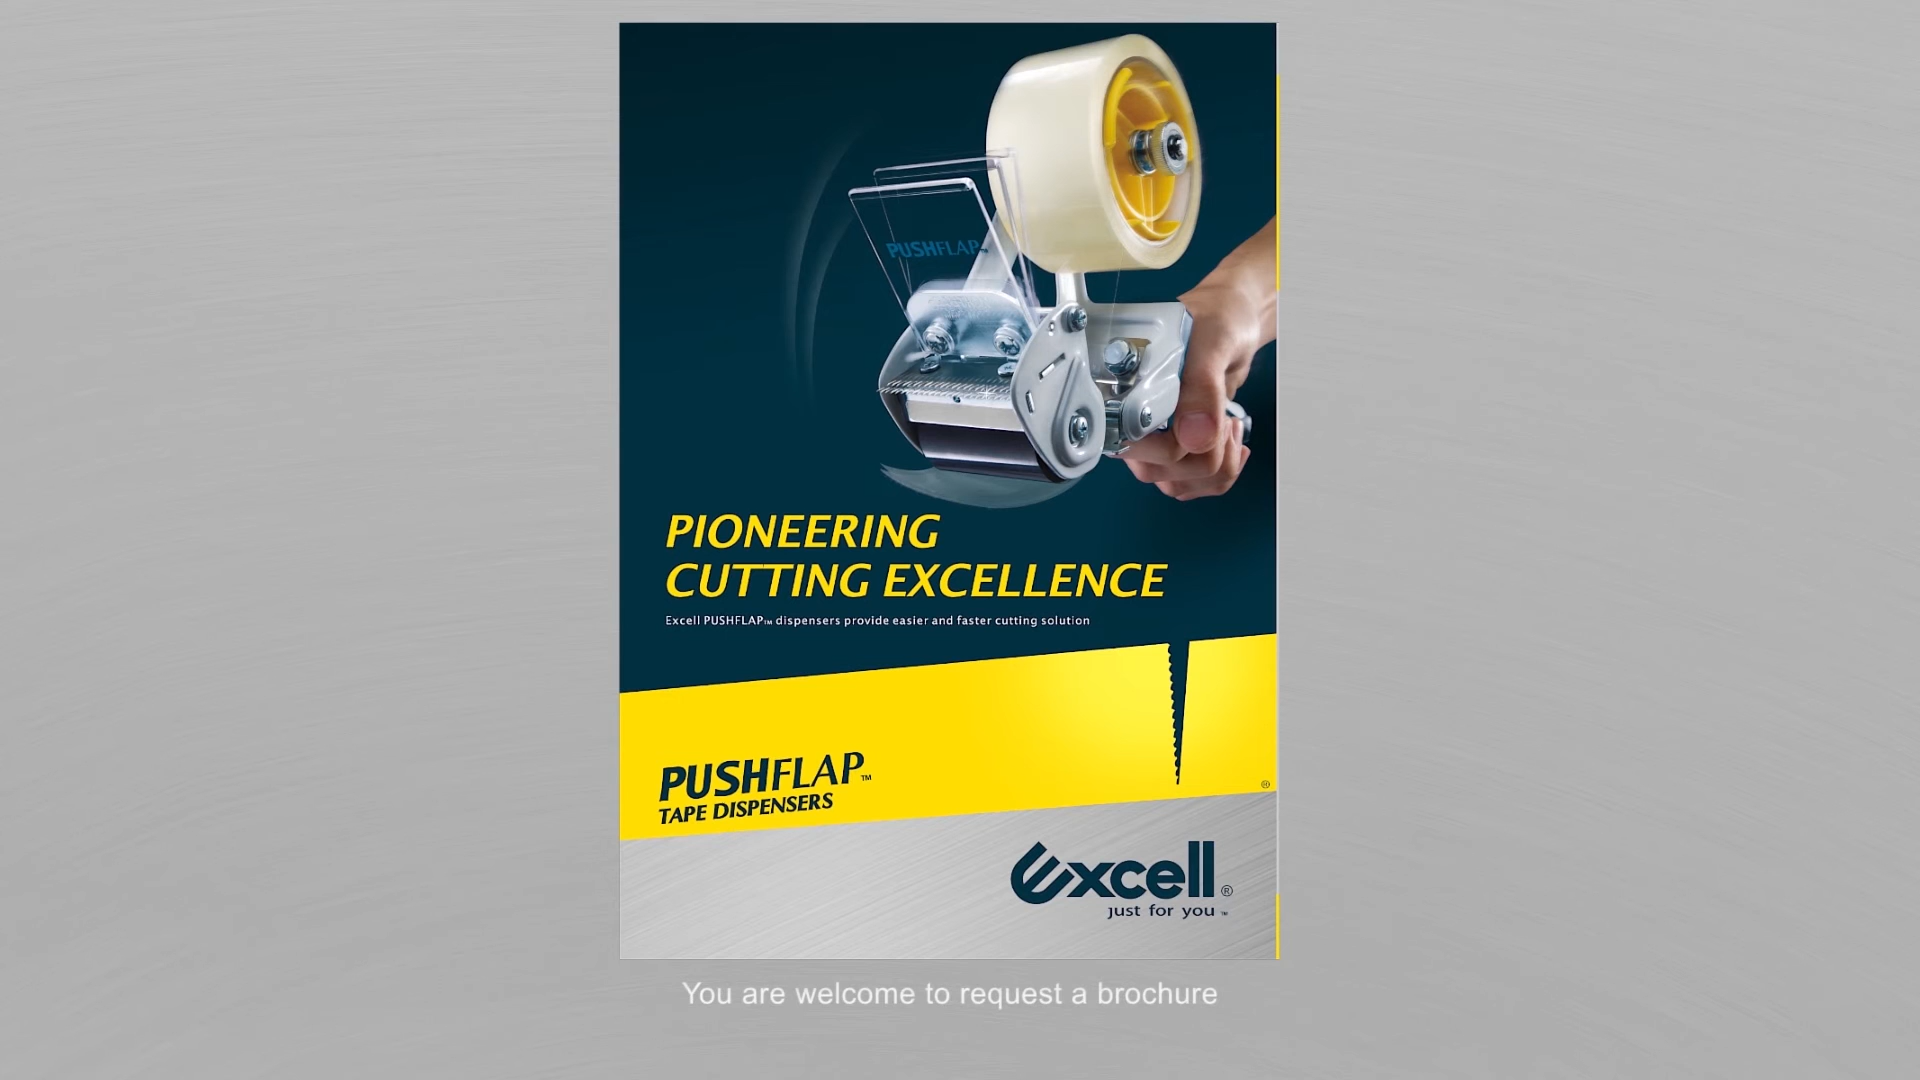 PUSHFLAP™
PIONEERING
CUTTING EXCELLENCE
Excell PUSHFLAP™ dispensers provide easier and faster cutting solution
PUSHFLAP™
TAPE DISPENSERS
®
Excell®
just for you™
You are welcome to request a brochure